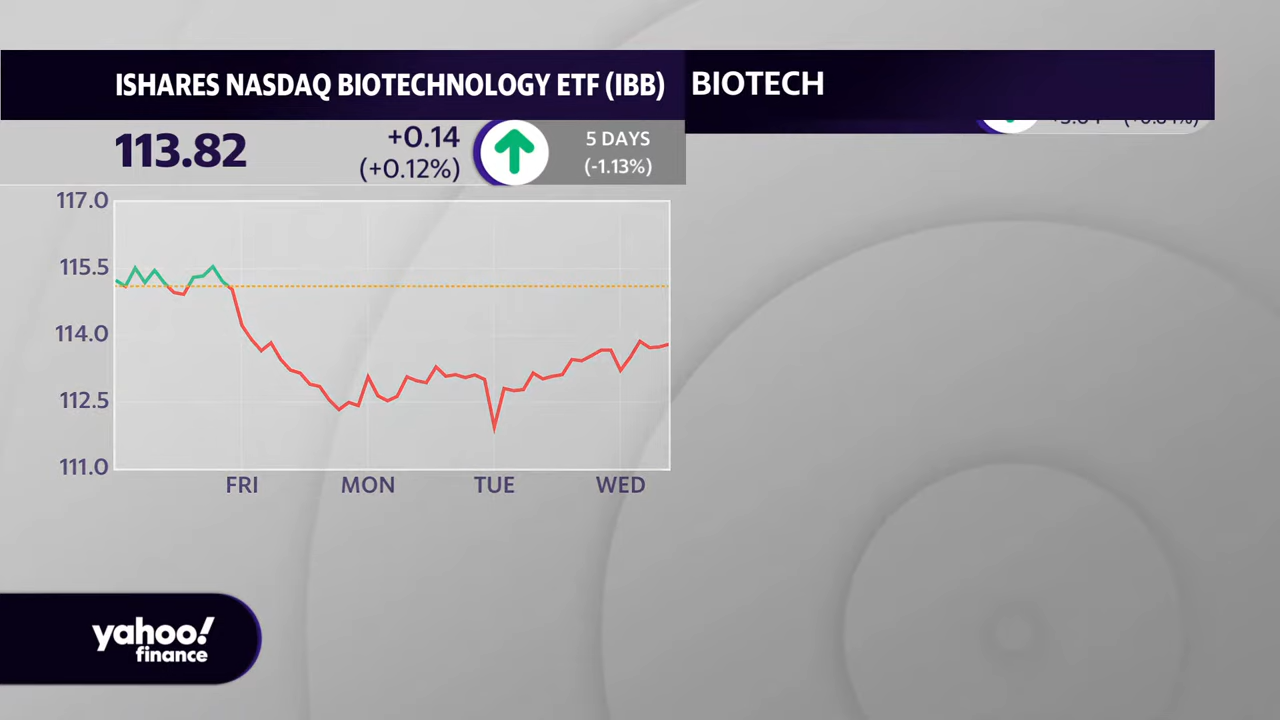 ISHARES NASDAQ BIOTECHNOLOGY ETF (IBB)
BIOTECH
113.82
+0.14
(+0.12%)
5 DAYS
(-1.13%)
117.0
115.5
114.0
112.5
111.0
FRI MON TUE WED
yahoo!
finance